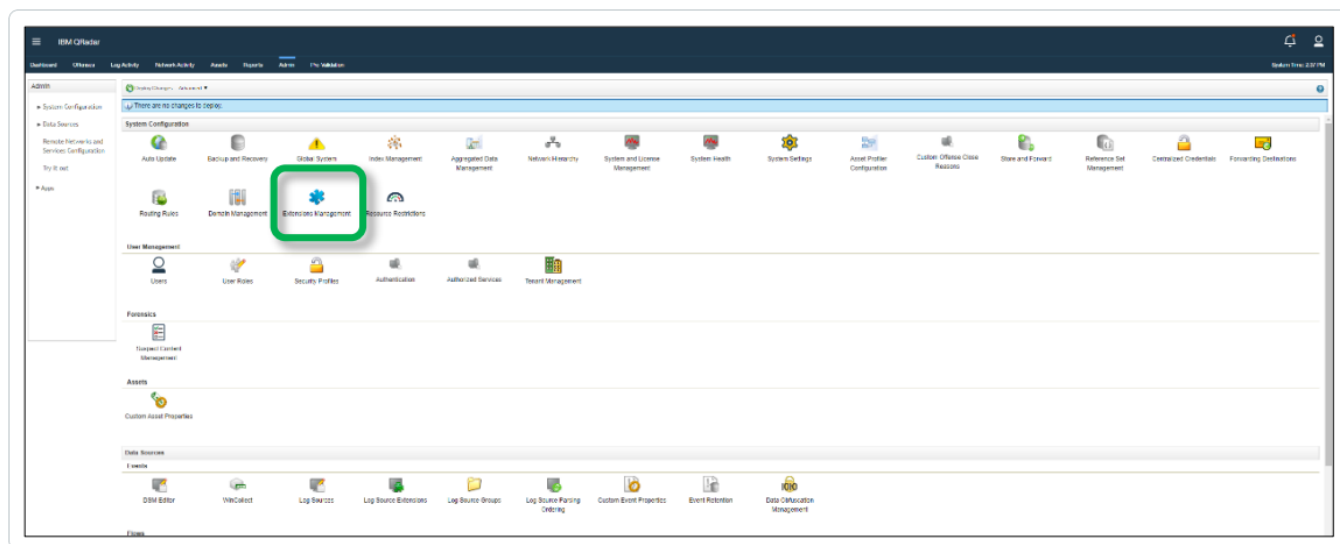 IBM QRadar
Dashboard Offenses Log Activity Network Activity Assets Reports Admin Pre-Validation System Time: 2:37 PM
Admin
System Configuration
Data Sources
Remote Networks and
Services Configuration
Try it out
Apps
Deploy Changes Advanced
There are no changes to deploy.
System Configuration
Auto Update Backup and Recovery Global System Index Management Aggregated Data Network Hierarchy System and License System Health System Settings Asset Profiler Custom Offense Close Store and Forward Reference Set Centralized Credentials Forwarding Destinations
Management Management Configuration Reasons Management
Routing Rules Domain Management Extensions Management Resource Restrictions
User Management
Users User Roles Security Profiles Authentication Authorized Services Tenant Management
Forensics
Suspect Content
Management
Assets
Custom Asset Properties
Data Sources
Events
DSM Editor WinCollect Log Sources Log Source Extensions Log Source Groups Log Source Parsing Custom Event Properties Event Retention Data Obfuscation
Ordering Management
Flows